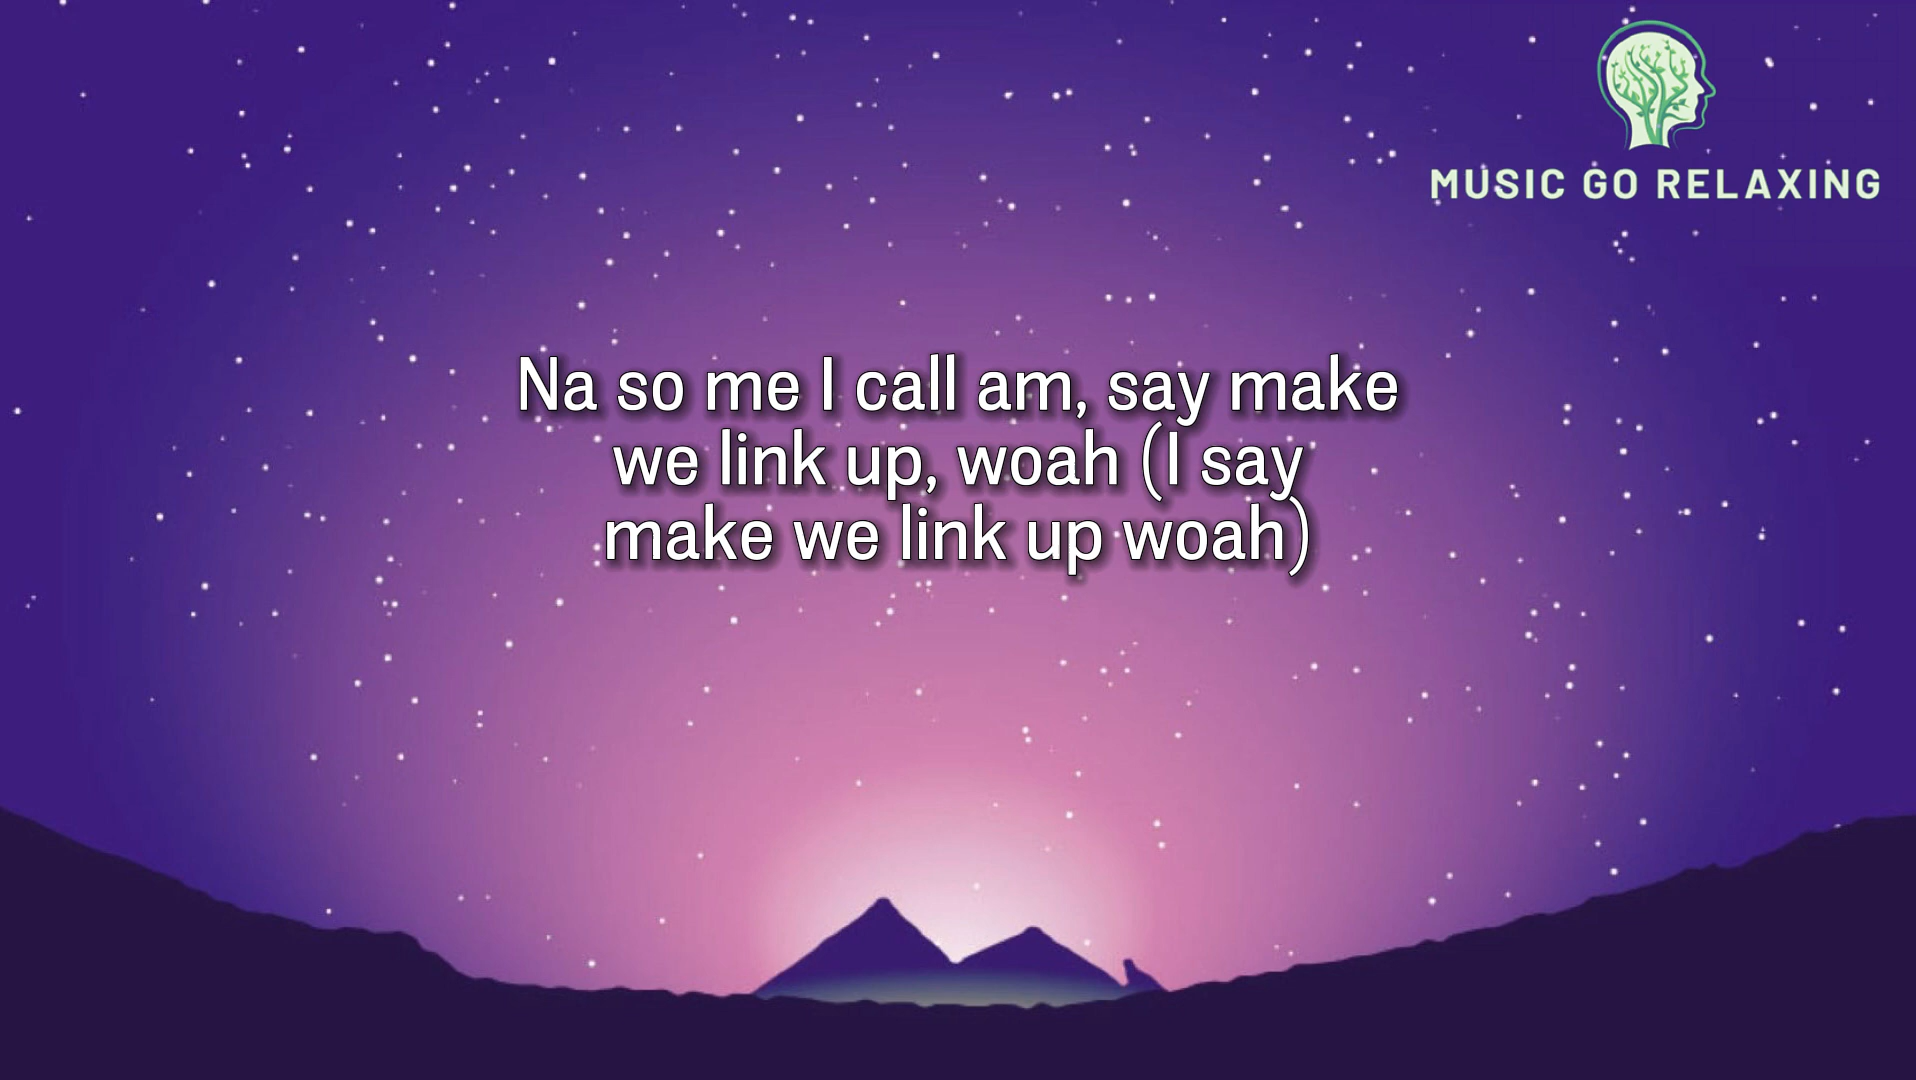 MUSIC GO RELAXING
Na so me I call am, say make
we link up, woah (I say
make we link up woah)